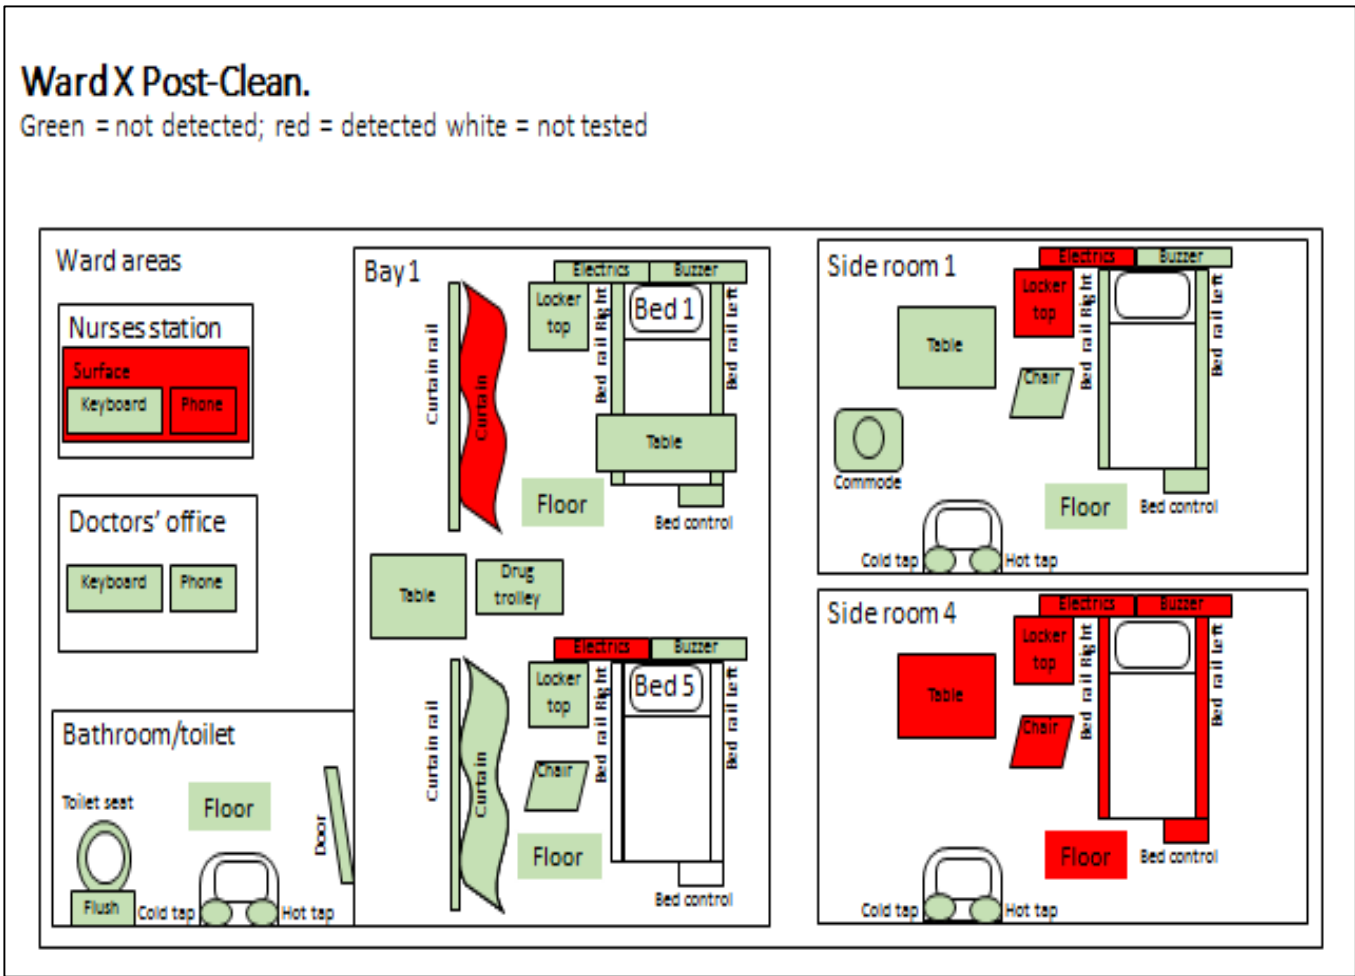 Ward X Post-Clean.
Green = not detected; red = detected white = not tested
Ward areas
Nurses station
Surface
Keyboard
Phone
Doctors' office
Keyboard
Phone
Bathroom/toilet
Toilet seat
Floor
Door
Flush
Cold tap
Hot tap
Bay 1
Electrics
Buzzer
Locker
top
Bed 1
Bed rail Right
Bed rail Left
Curtain rail
Curtain
Table
Floor
Bed control
Table
Drug
trolley
Electrics
Buzzer
Locker
top
Bed 5
Bed rail Right
Bed rail Left
Curtain rail
Curtain
Chair
Floor
Bed control
Side room 1
Electrics
Buzzer
Locker
top
Bed rail Right
Bed rail Left
Table
Chair
Commode
Floor
Bed control
Cold tap
Hot tap
Side room 4
Electrics
Buzzer
Locker
top
Bed rail Right
Bed rail Left
Table
Chair
Floor
Bed control
Cold tap
Hot tap